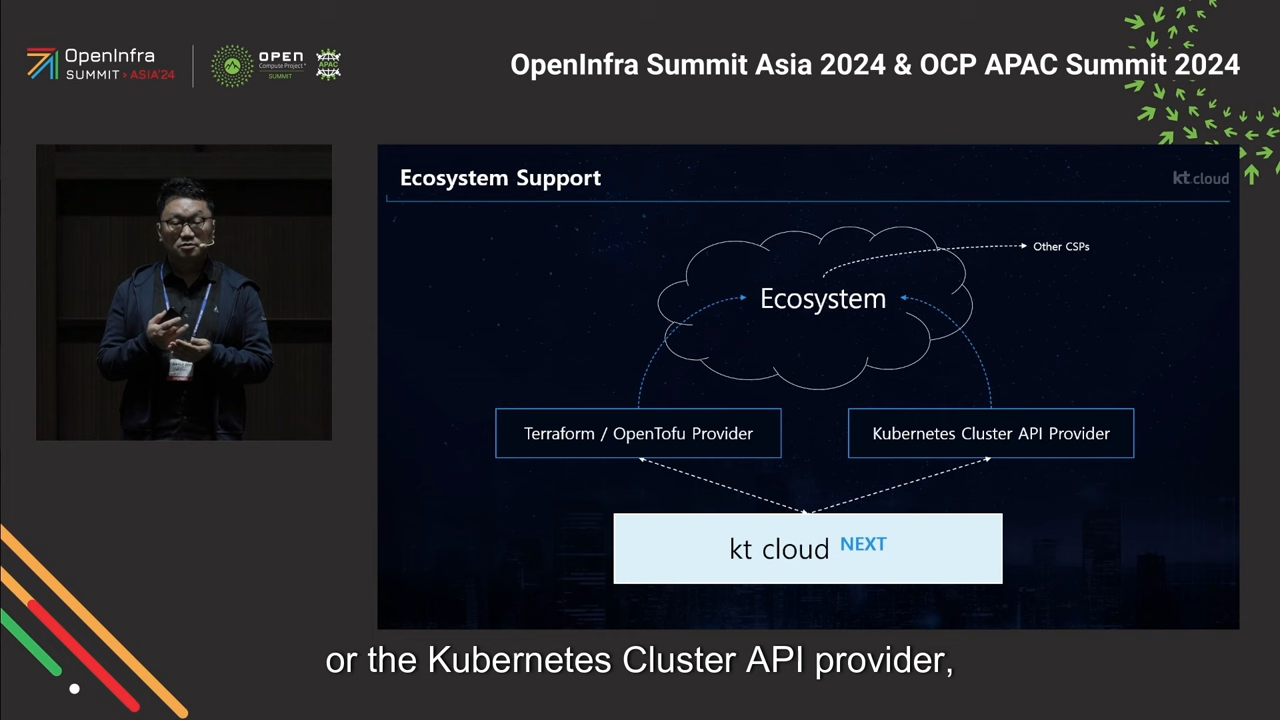 OpenInfra
SUMMIT › ASIA'24
OPEN
Compute Project®
SUMMIT
APAC
OpenInfra Summit Asia 2024 & OCP APAC Summit 2024
Ecosystem Support
kt cloud
Other CSPs
Ecosystem
Terraform / OpenTofu Provider
Kubernetes Cluster API Provider
kt cloud NEXT
or the Kubernetes Cluster API provider,